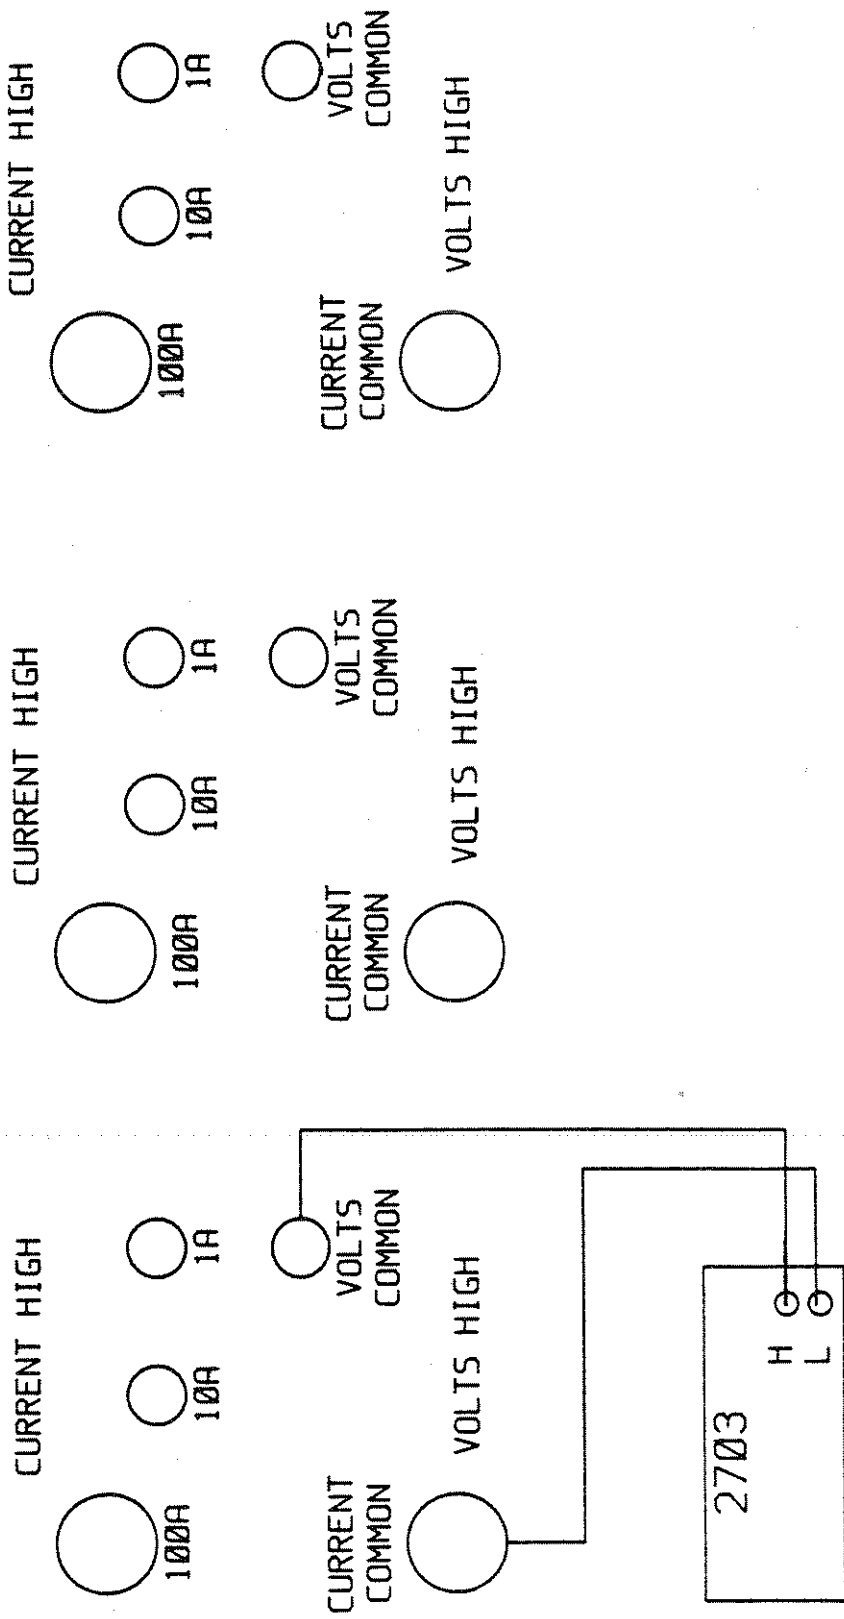 CURRENT HIGH
100A
10A
1A
CURRENT
COMMON
VOLTS
COMMON
VOLTS HIGH
2703
H
L
CURRENT HIGH
100A
10A
1A
CURRENT
COMMON
VOLTS
COMMON
VOLTS HIGH
CURRENT HIGH
100A
10A
1A
CURRENT
COMMON
VOLTS
COMMON
VOLTS HIGH